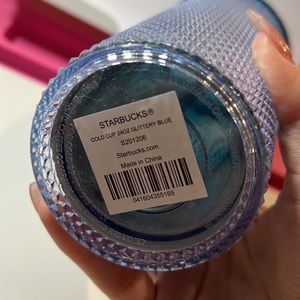 STARBUCKS®
COLD CUP 24OZ GLITTERY BLUE
S201206
Starbucks.com
Made in China
041604355165